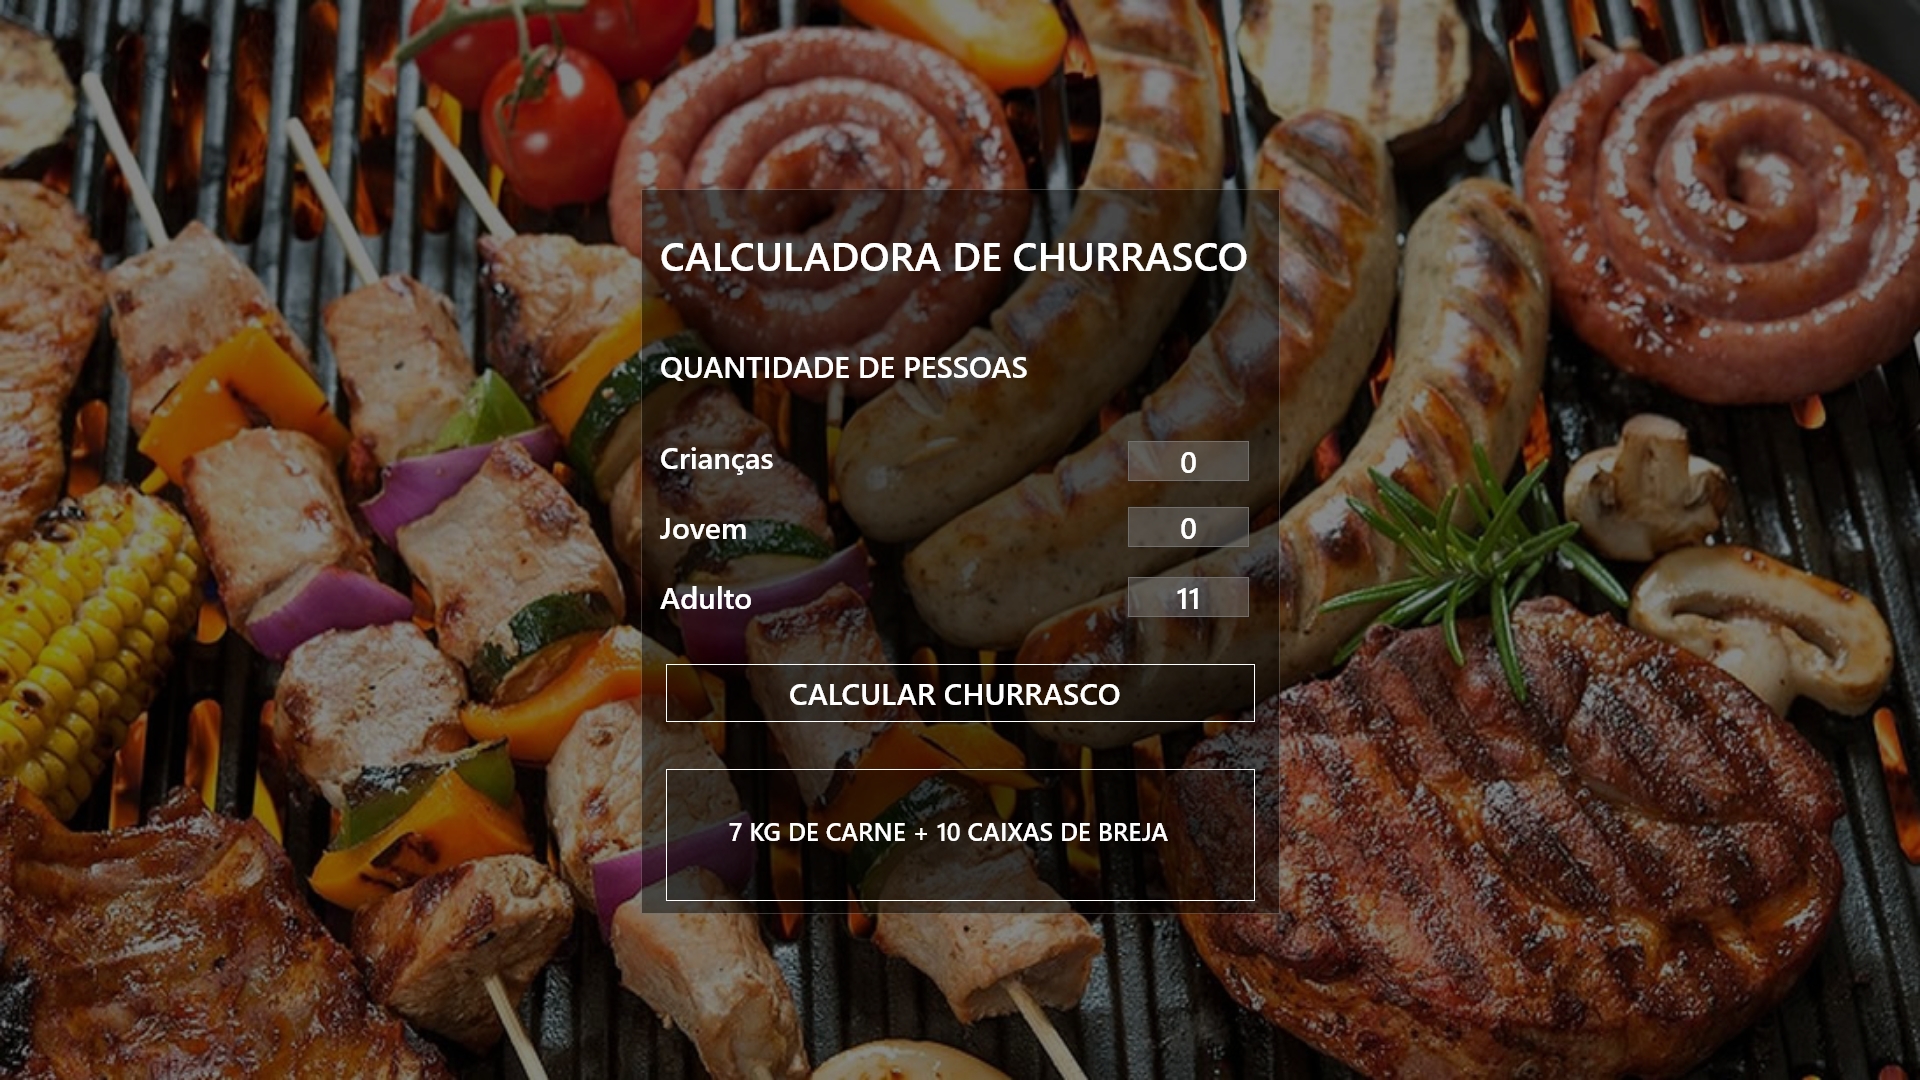 CALCULADORA DE CHURRASCO
QUANTIDADE DE PESSOAS
Crianças 0
Jovem 0
Adulto 11
CALCULAR CHURRASCO
7 KG DE CARNE + 10 CAIXAS DE BREJA